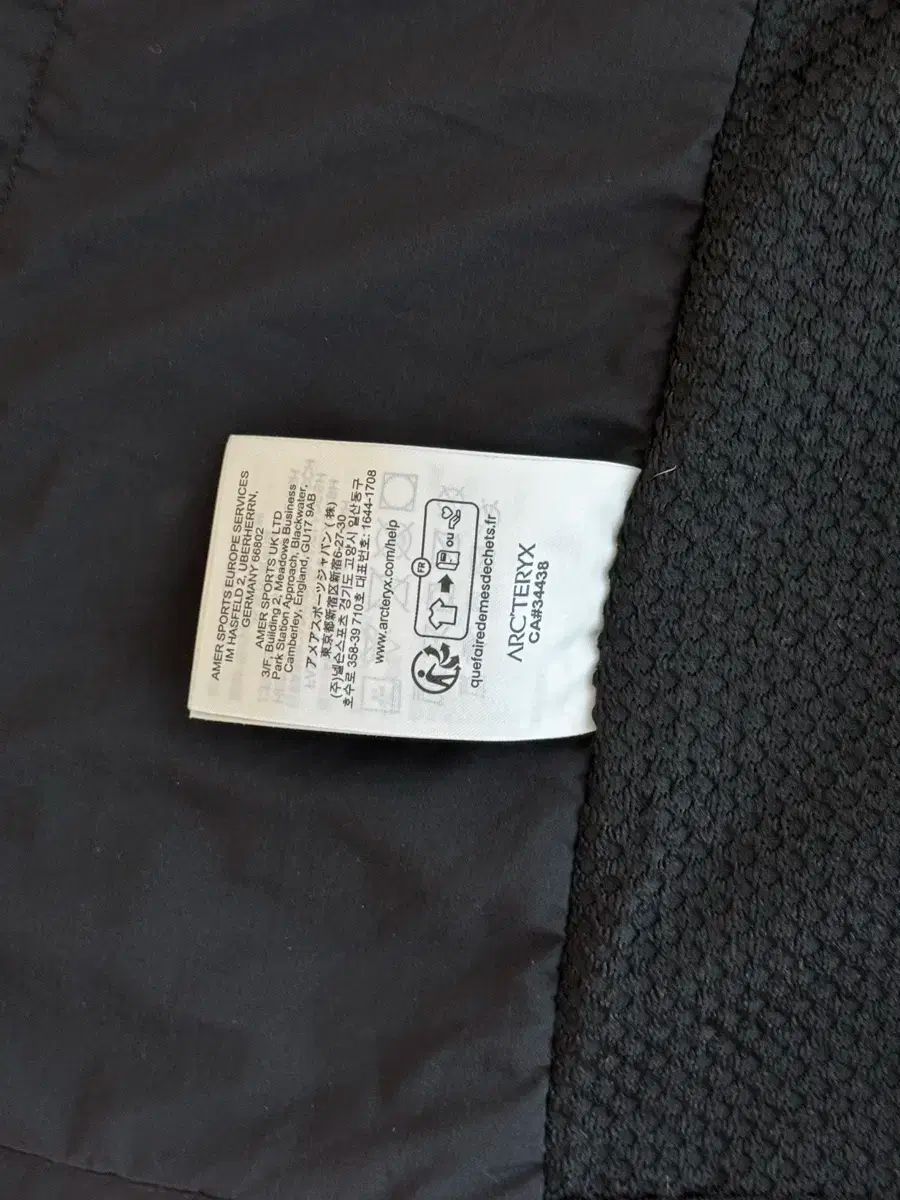 AMER SPORTS EUROPE SERVICES
IM HASFELD 2, UBERHERRN,
GERMANY 66802
AMER SPORTS UK LTD
3/F, Building 2, Meadows Business
Park Station Approach, Blackwater,
Camberley, England, GU17 9AB
アメアスポーツジャパン(株)
東京都新宿区新宿6-27-30
(주)넬슨스포츠 경기도 고양시 일산동구
호수로 358-39 710호 대표번호: 1644-1708
www.arcteryx.com/help
FR
ou
quefairedemesdechets.fr
ARC'TERYX
CA#34438